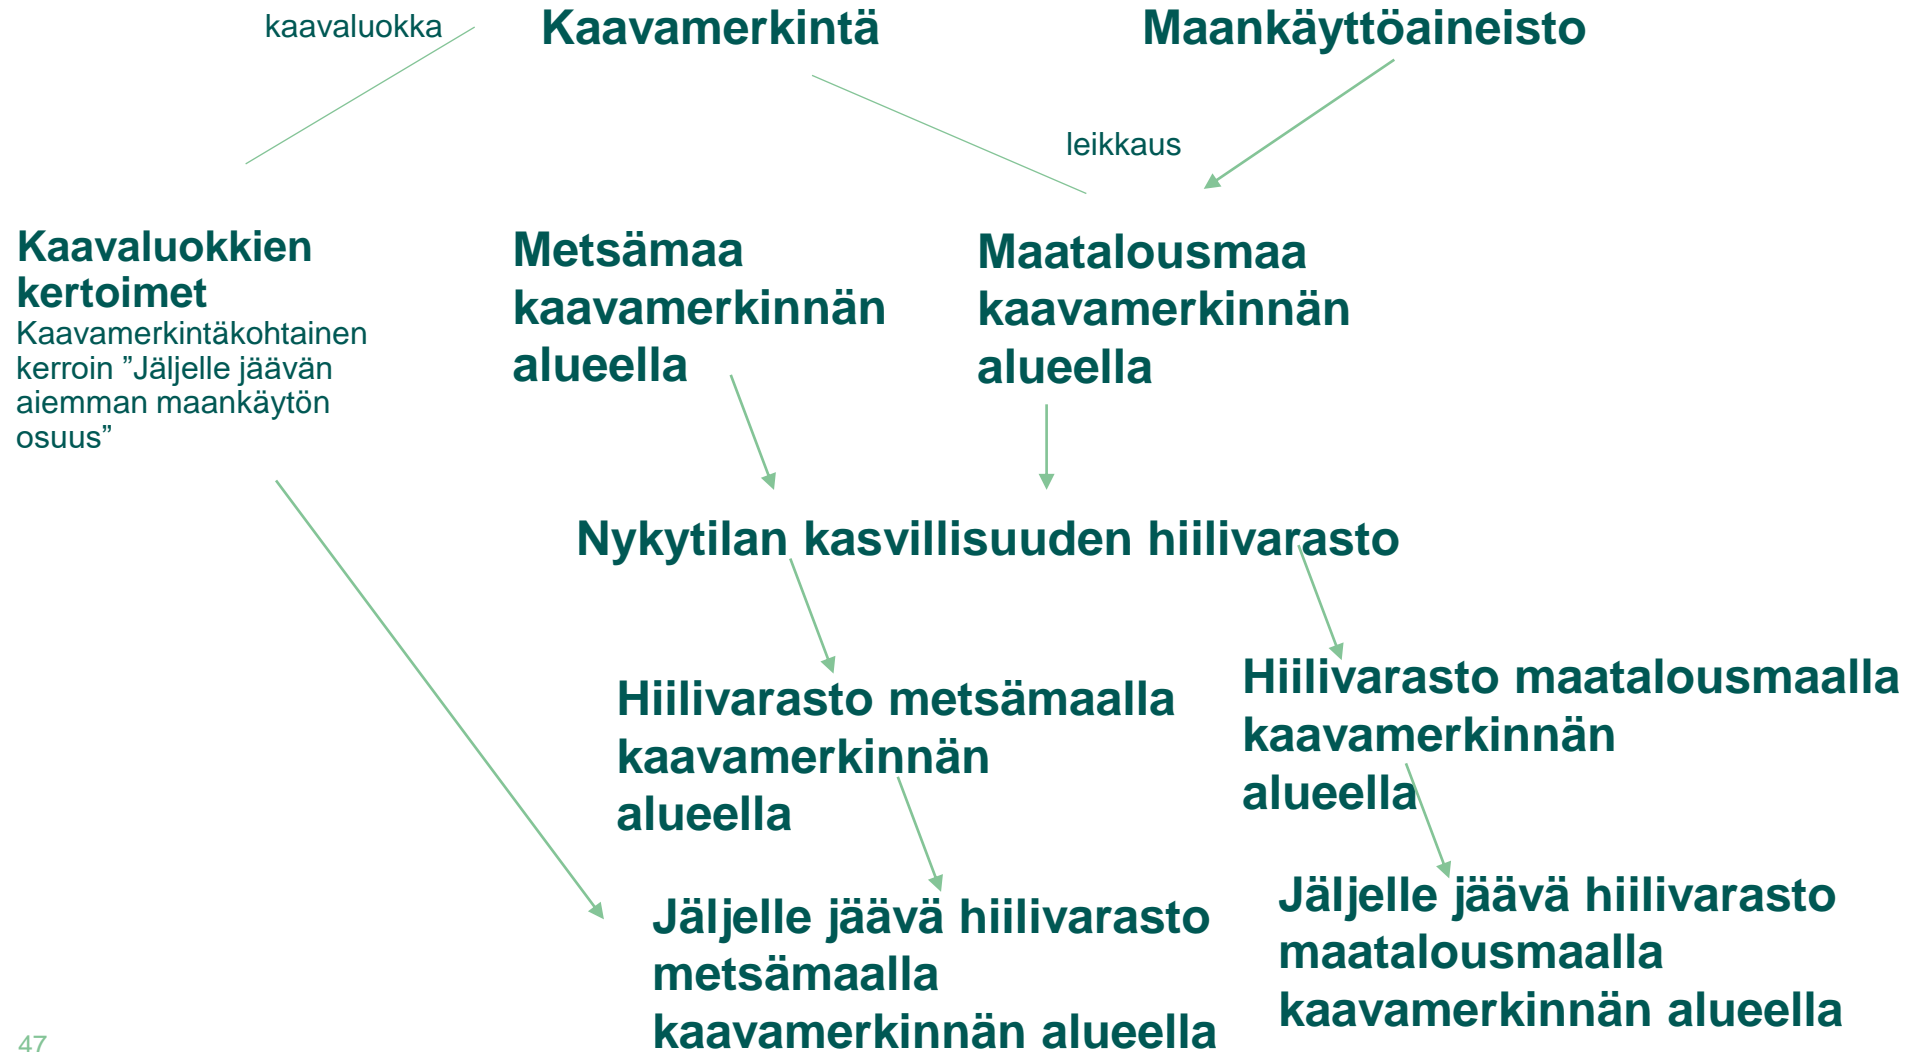 kaavaluokka
Kaavamerkintä
Maankäyttöaineisto
leikkaus
Kaavaluokkien
kertoimet
Kaavamerkintäkohtainen
kerroin ”Jäljelle jäävän
aiemman maankäytön
osuus”
Metsämaa
kaavamerkinnän
alueella
Maatalousmaa
kaavamerkinnän
alueella
Nykytilan kasvillisuuden hiilivarasto
Hiilivarasto metsämaalla
kaavamerkinnän
alueella
Hiilivarasto maatalousmaalla
kaavamerkinnän
alueella
Jäljelle jäävä hiilivarasto
metsämaalla
kaavamerkinnän alueella
Jäljelle jäävä hiilivarasto
maatalousmaalla
kaavamerkinnän alueella
47